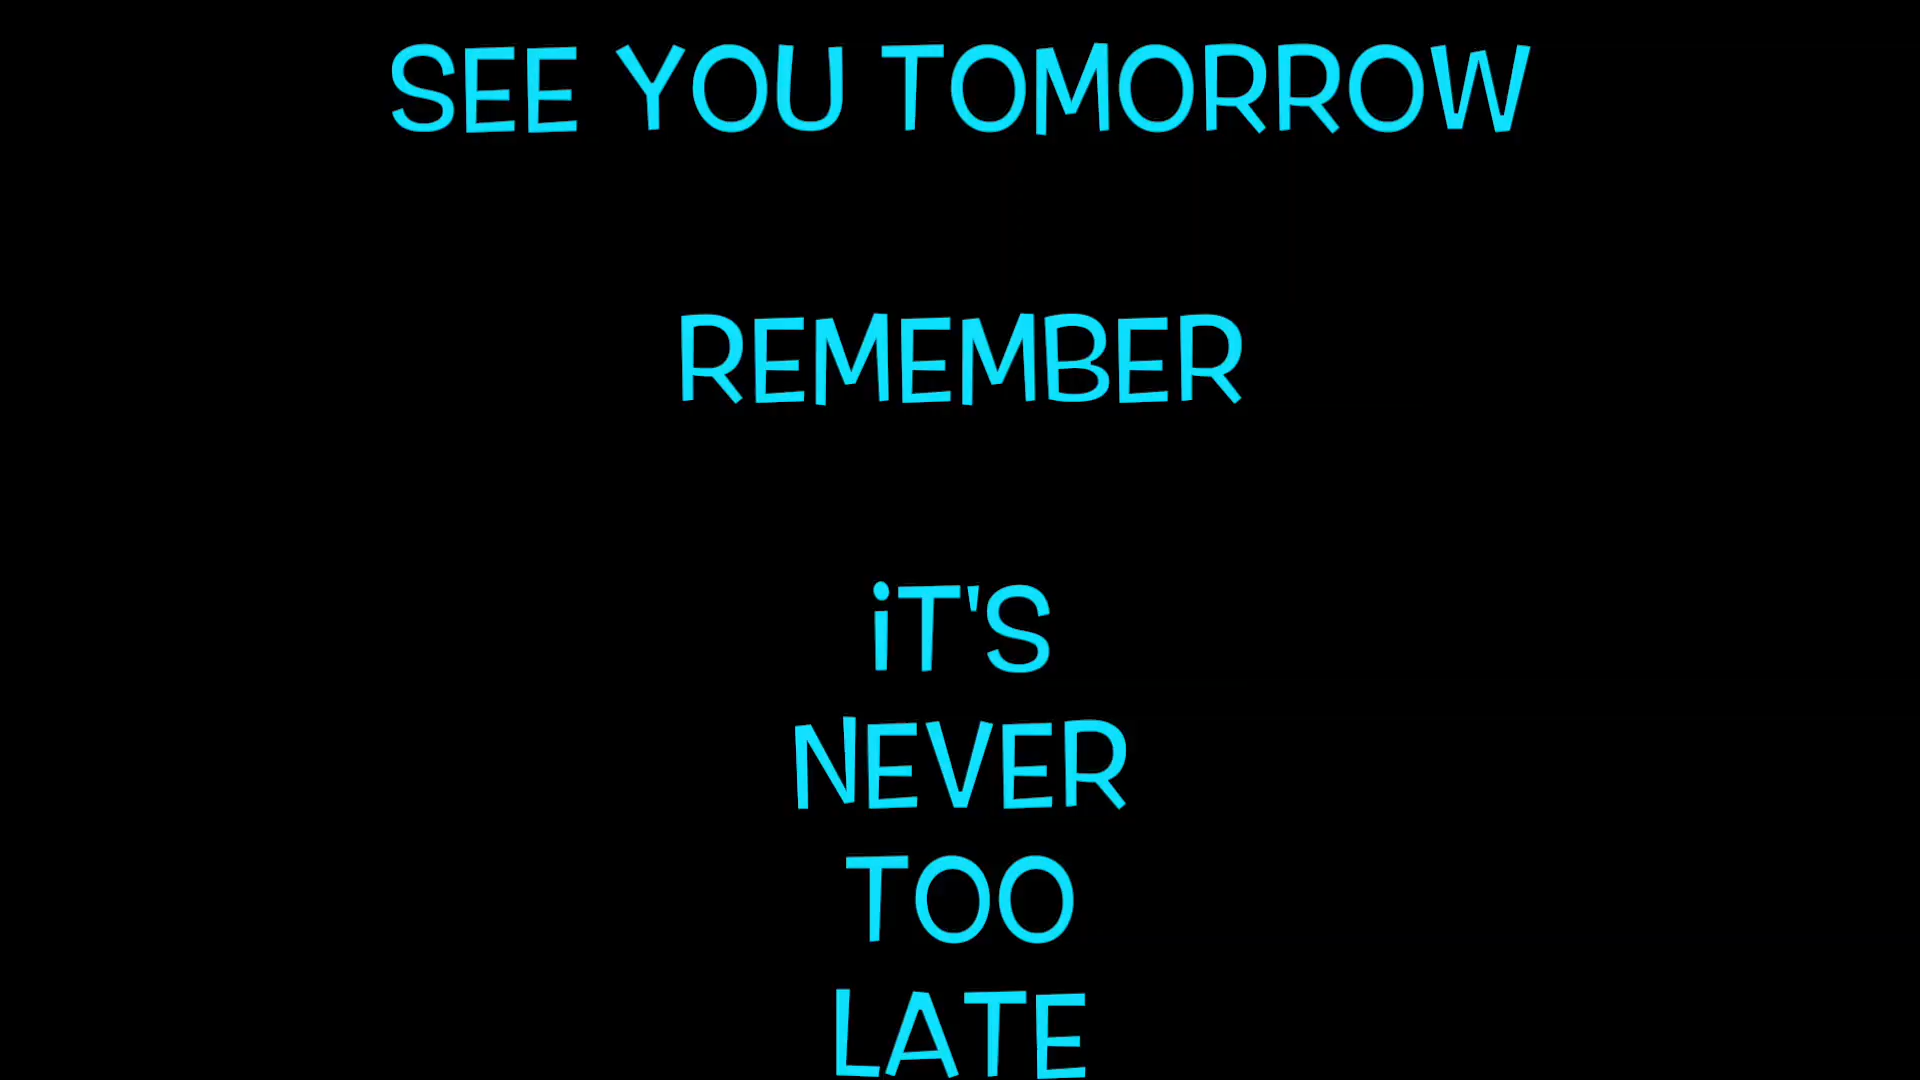 SEE YOU TOMORROW
REMEMBER
iT'S
NEVER
TOO
LATE